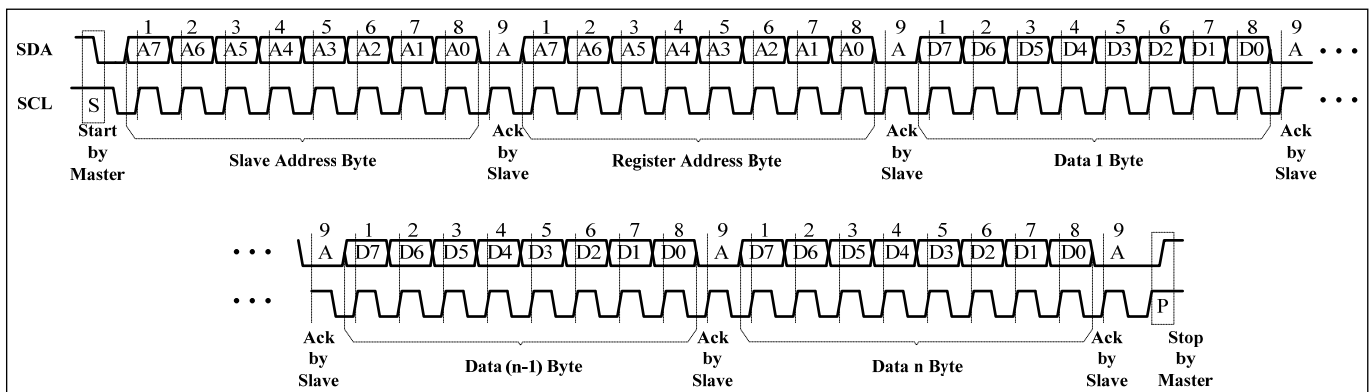 1 2 3 4 5 6 7 8 9 1 2 3 4 5 6 7 8 9 1 2 3 4 5 6 7 8 9
SDA A7 A6 A5 A4 A3 A2 A1 A0 A A7 A6 A5 A4 A3 A2 A1 A0 A D7 D6 D5 D4 D3 D2 D1 D0 A • • •
SCL S • • •
Start by Master
Slave Address Byte
Ack by Slave
Register Address Byte
Ack by Slave
Data 1 Byte
Ack by Slave
9 1 2 3 4 5 6 7 8 9 1 2 3 4 5 6 7 8 9
• • • A D7 D6 D5 D4 D3 D2 D1 D0 A D7 D6 D5 D4 D3 D2 D1 D0 A
• • • P
Ack by Slave
Data (n-1) Byte
Ack by Slave
Data n Byte
Ack by Slave
Stop by Master